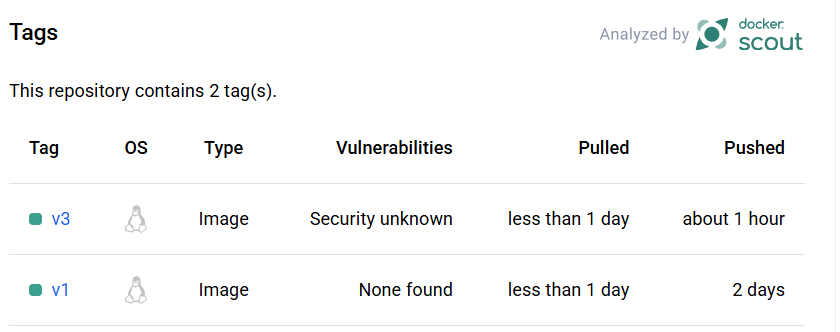 Tags
Analyzed by docker scout
This repository contains 2 tag(s).
Tag OS Type Vulnerabilities Pulled Pushed
v3 Image Security unknown less than 1 day about 1 hour
v1 Image None found less than 1 day 2 days